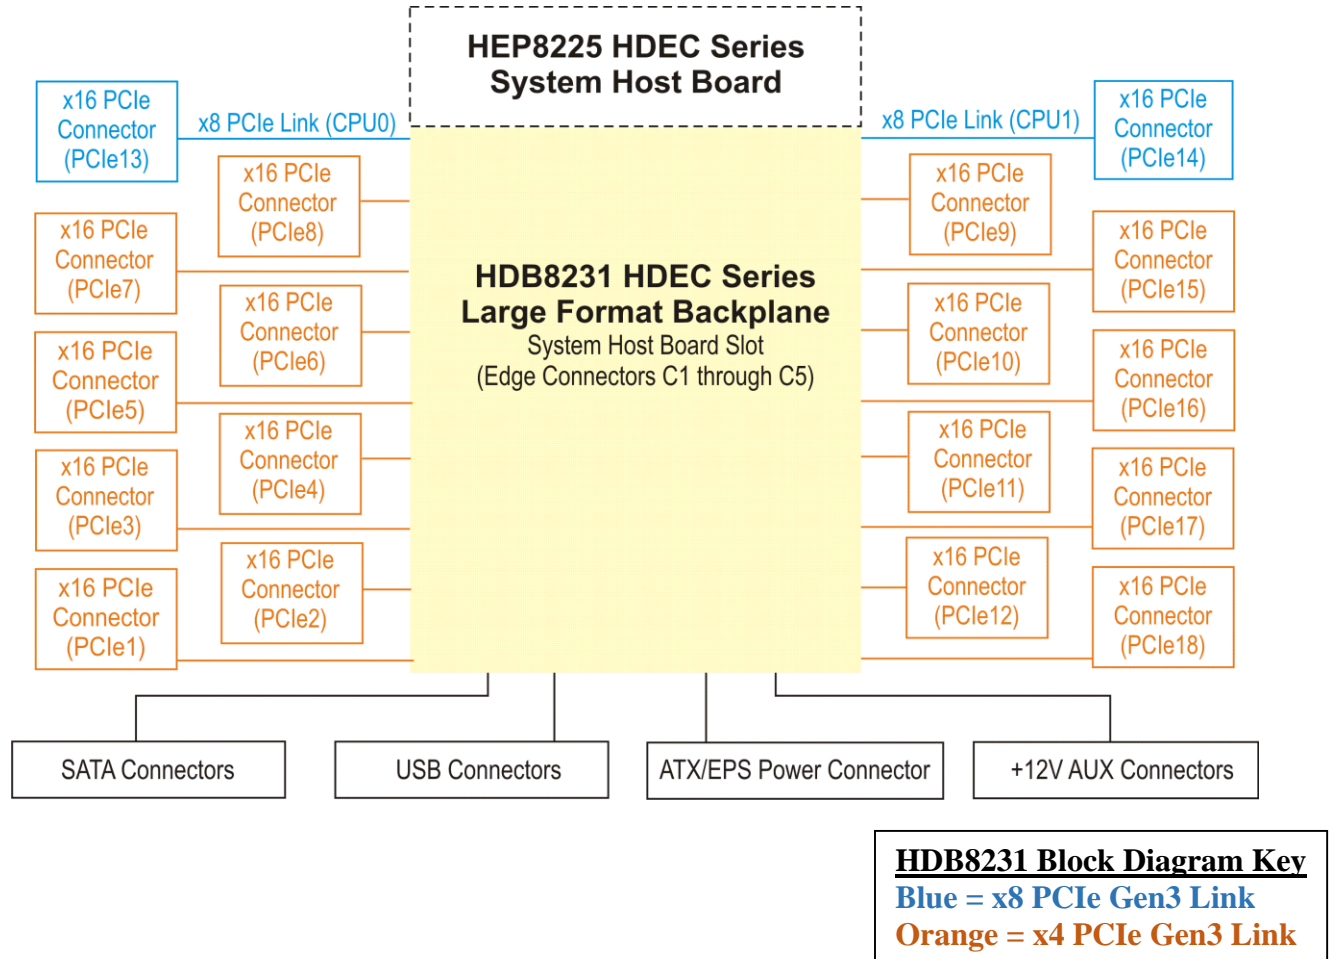 HEP8225 HDEC Series
System Host Board
x16 PCIe
Connector
(PCIe13)
x8 PCIe Link (CPU0)
x8 PCIe Link (CPU1)
x16 PCIe
Connector
(PCIe14)
x16 PCIe
Connector
(PCIe8)
x16 PCIe
Connector
(PCIe9)
x16 PCIe
Connector
(PCIe7)
x16 PCIe
Connector
(PCIe15)
HDB8231 HDEC Series
Large Format Backplane
System Host Board Slot
(Edge Connectors C1 through C5)
x16 PCIe
Connector
(PCIe6)
x16 PCIe
Connector
(PCIe10)
x16 PCIe
Connector
(PCIe5)
x16 PCIe
Connector
(PCIe16)
x16 PCIe
Connector
(PCIe4)
x16 PCIe
Connector
(PCIe11)
x16 PCIe
Connector
(PCIe3)
x16 PCIe
Connector
(PCIe17)
x16 PCIe
Connector
(PCIe2)
x16 PCIe
Connector
(PCIe12)
x16 PCIe
Connector
(PCIe1)
x16 PCIe
Connector
(PCIe18)
SATA Connectors
USB Connectors
ATX/EPS Power Connector
+12V AUX Connectors
HDB8231 Block Diagram Key
Blue = x8 PCIe Gen3 Link
Orange = x4 PCIe Gen3 Link